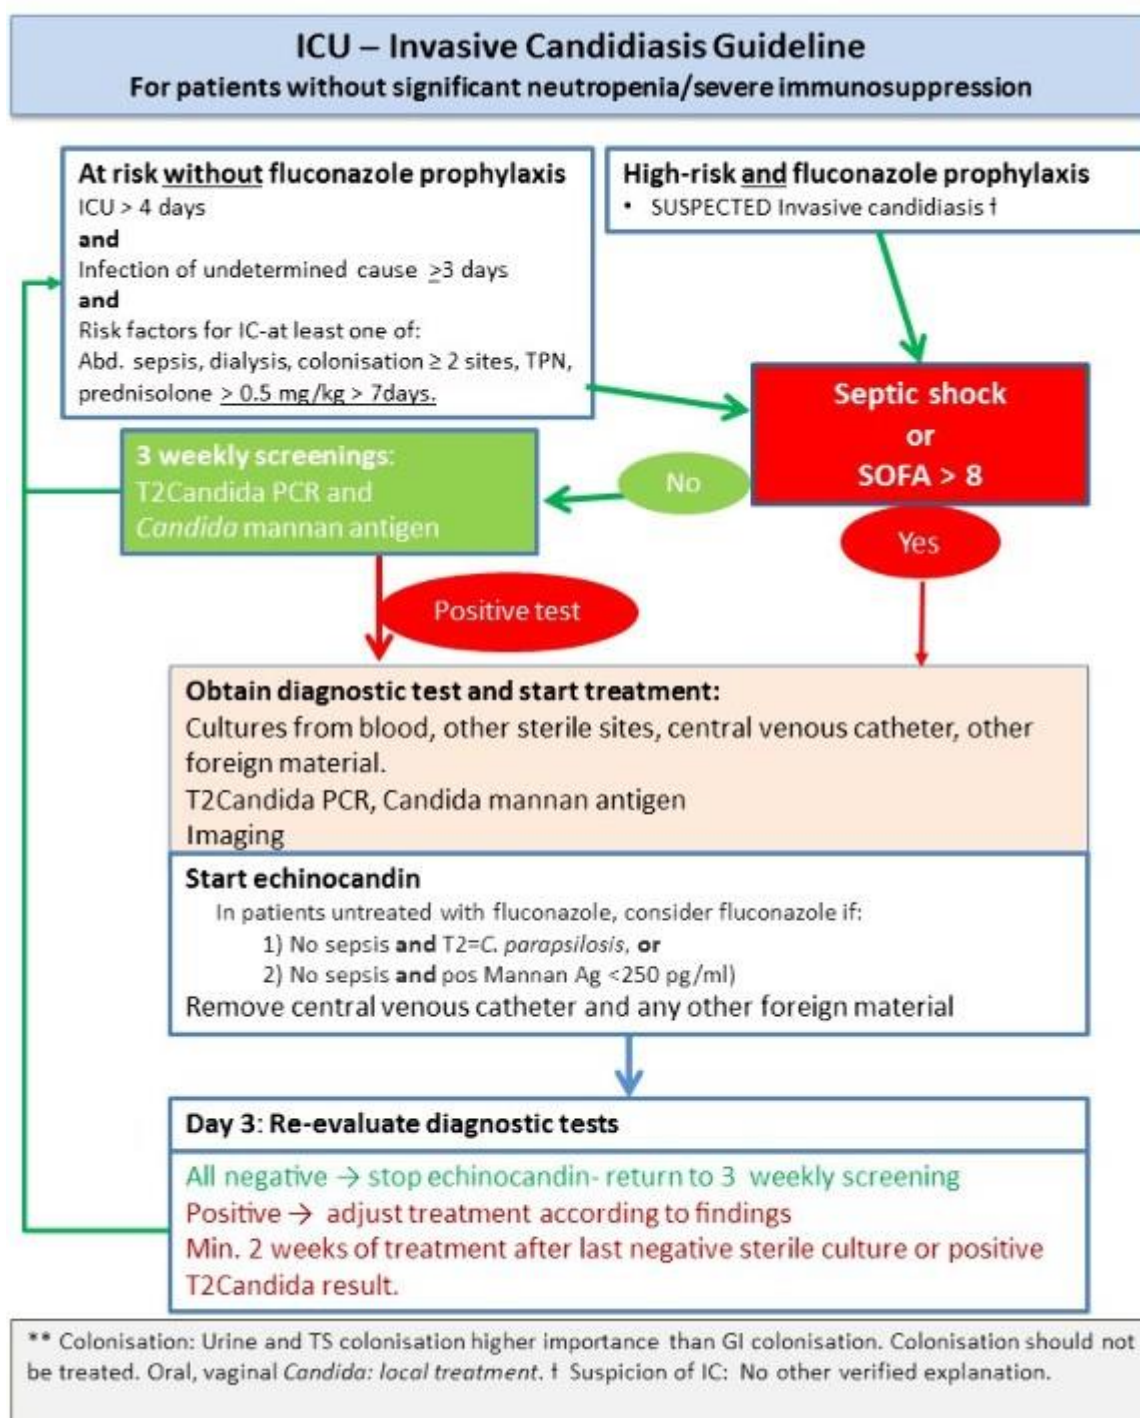 ICU – Invasive Candidiasis Guideline
For patients without significant neutropenia/severe immunosuppression
At risk without fluconazole prophylaxis
ICU > 4 days
and
Infection of undetermined cause ≥3 days
and
Risk factors for IC-at least one of:
Abd. sepsis, dialysis, colonisation ≥ 2 sites, TPN,
prednisolone > 0.5 mg/kg > 7days.
High-risk and fluconazole prophylaxis
• SUSPECTED Invasive candidiasis †
Septic shock
or
SOFA > 8
No
Yes
3 weekly screenings:
T2Candida PCR and
Candida mannan antigen
Positive test
Obtain diagnostic test and start treatment:
Cultures from blood, other sterile sites, central venous catheter, other
foreign material.
T2Candida PCR, Candida mannan antigen
Imaging
Start echinocandin
In patients untreated with fluconazole, consider fluconazole if:
1) No sepsis and T2=C. parapsilosis, or
2) No sepsis and pos Mannan Ag <250 pg/ml)
Remove central venous catheter and any other foreign material
Day 3: Re-evaluate diagnostic tests
All negative → stop echinocandin- return to 3 weekly screening
Positive → adjust treatment according to findings
Min. 2 weeks of treatment after last negative sterile culture or positive
T2Candida result.
** Colonisation: Urine and TS colonisation higher importance than GI colonisation. Colonisation should not
be treated. Oral, vaginal Candida: local treatment. † Suspicion of IC: No other verified explanation.